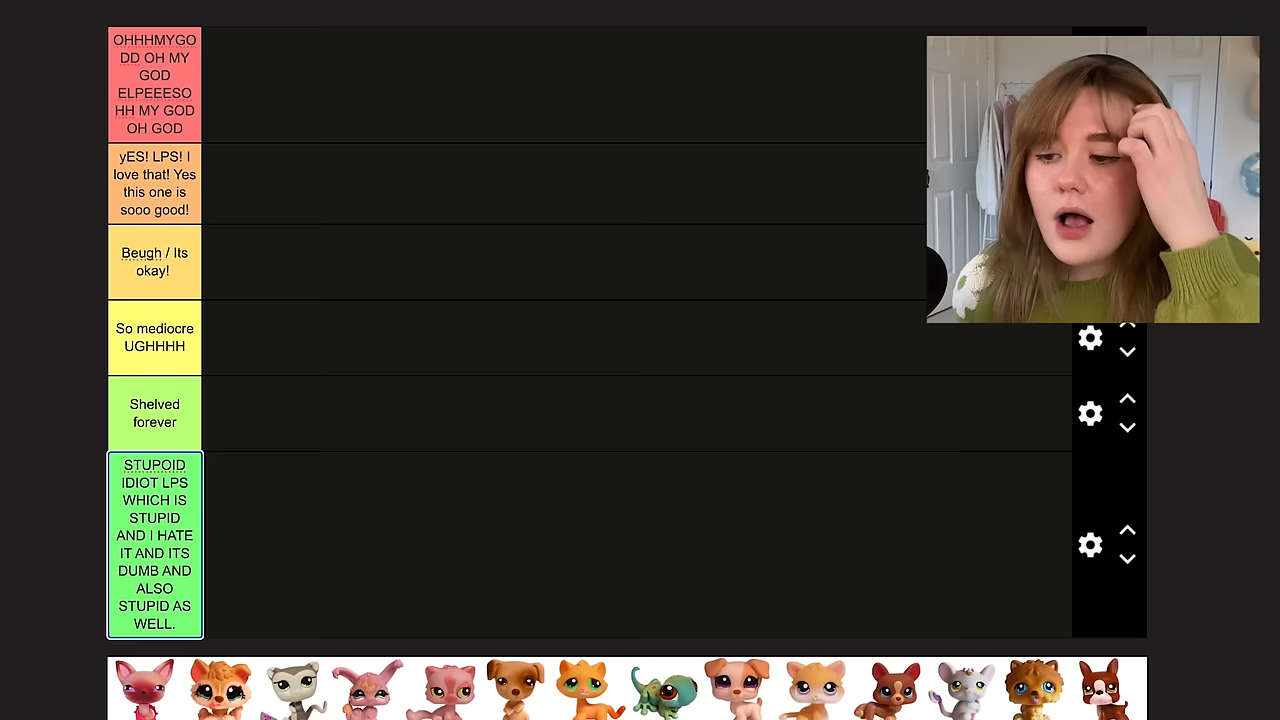 OHHHMYGO
DD OH MY
GOD
ELPEEESO
HH MY GOD
OH GOD
yES! LPS! I
love that! Yes
this one is
sooo good!
Beugh / Its
okay!
So mediocre
UGHHHH
Shelved
forever
STUPOID
IDIOT LPS
WHICH IS
STUPID
AND I HATE
IT AND ITS
DUMB AND
ALSO
STUPID AS
WELL.